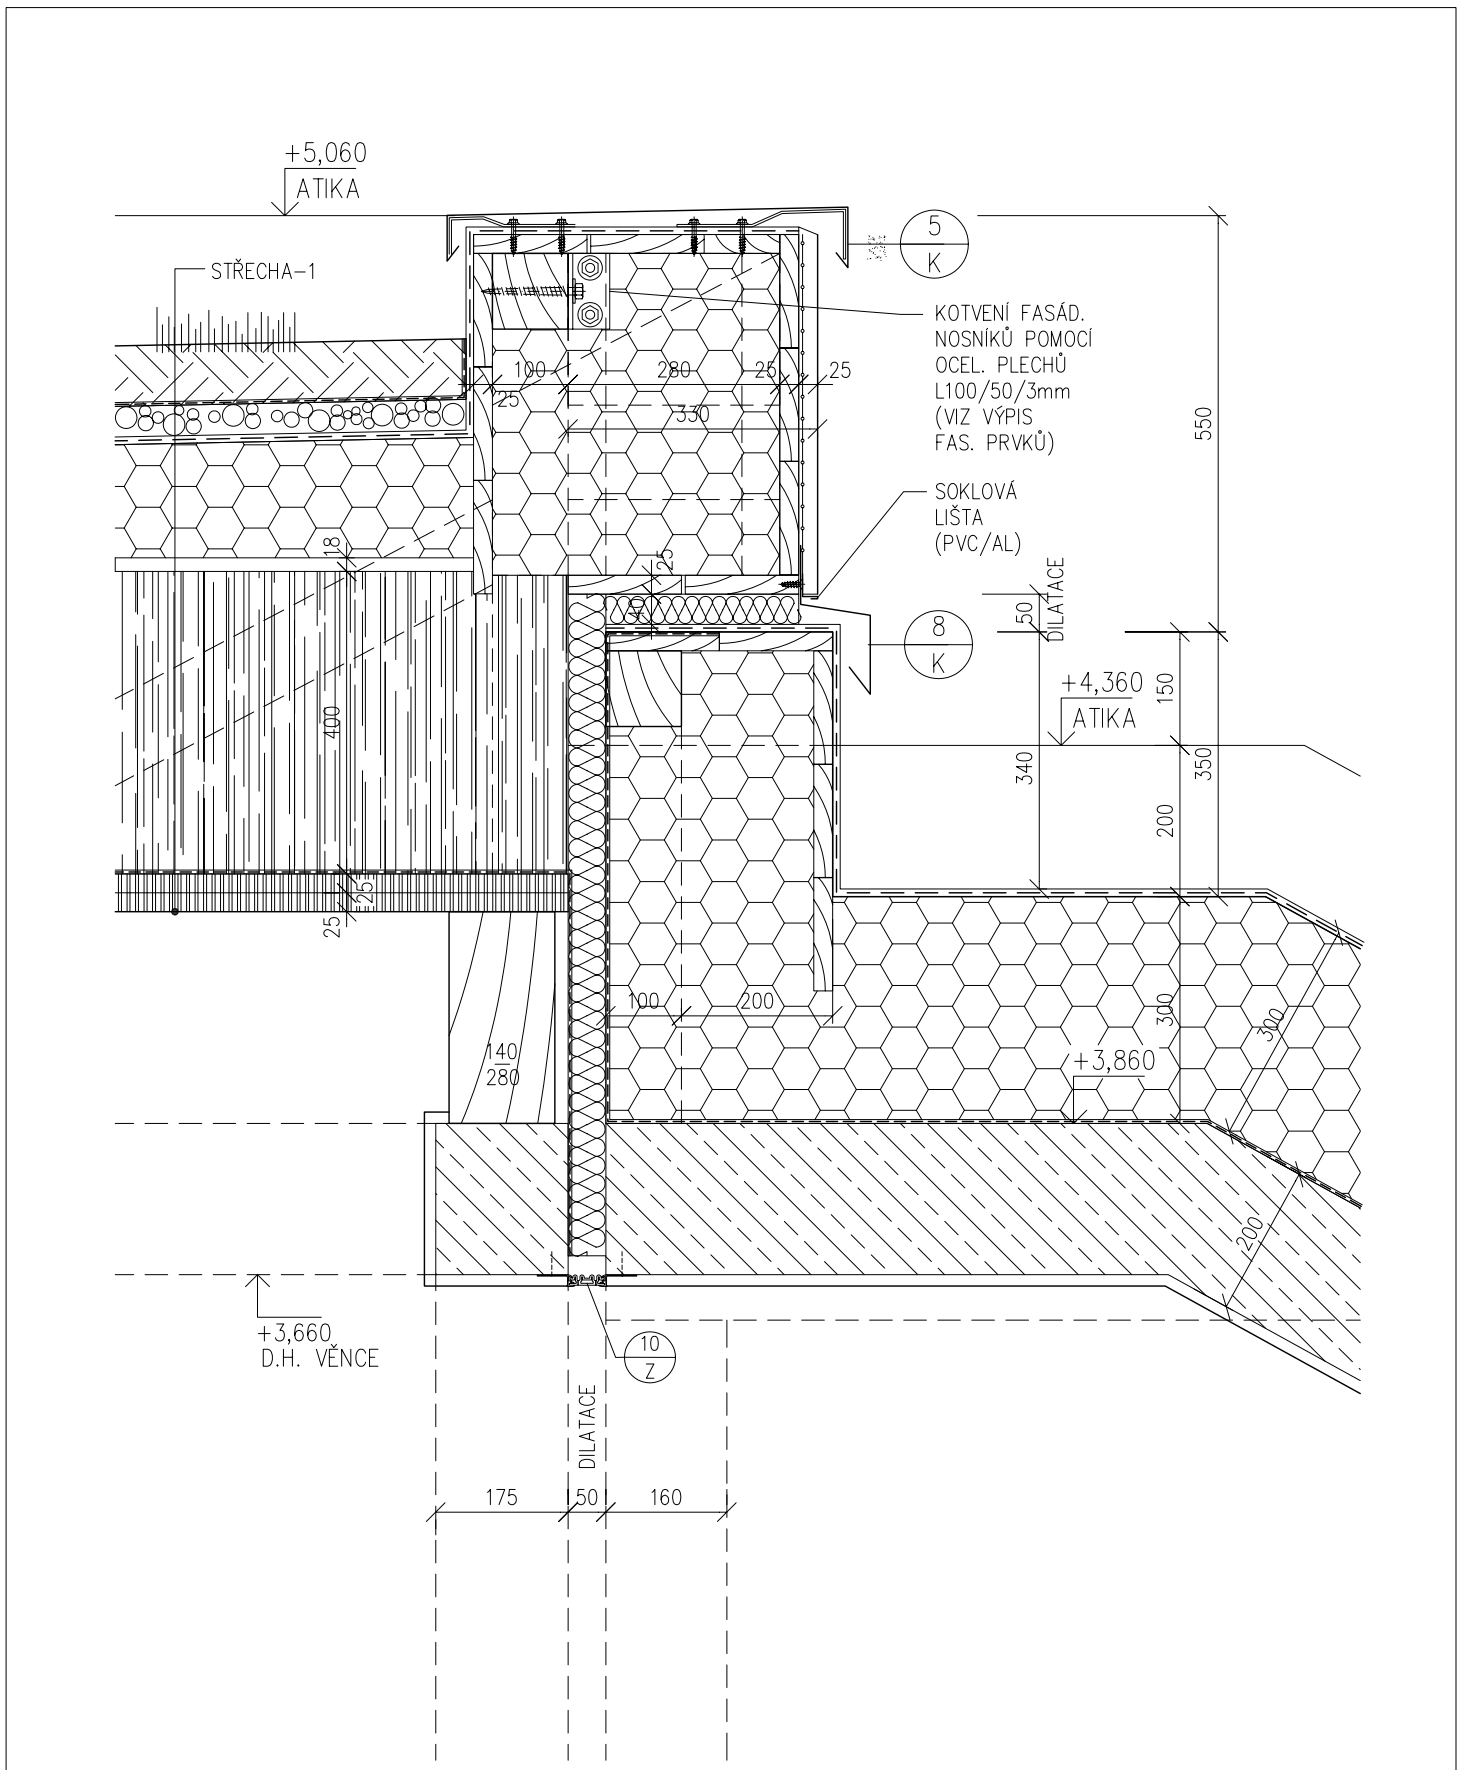 +5,060
ATIKA
5
K
STŘECHA-1
KOTVENÍ FASÁD.
NOSNÍKŮ POMOCÍ
OCEL. PLECHŮ
L100/50/3mm
(VIZ VÝPIS
FAS. PRVKŮ)
100
280
25
25
25
330
550
SOKLOVÁ
LIŠTA
(PVC/AL)
18
25
40
50
DILATACE
8
K
+4,360
ATIKA
150
400
340
350
200
25
25
100
200
300
300
140
280
+3,860
200
+3,660
D.H. VĚNCE
10
Z
DILATACE
175
50
160